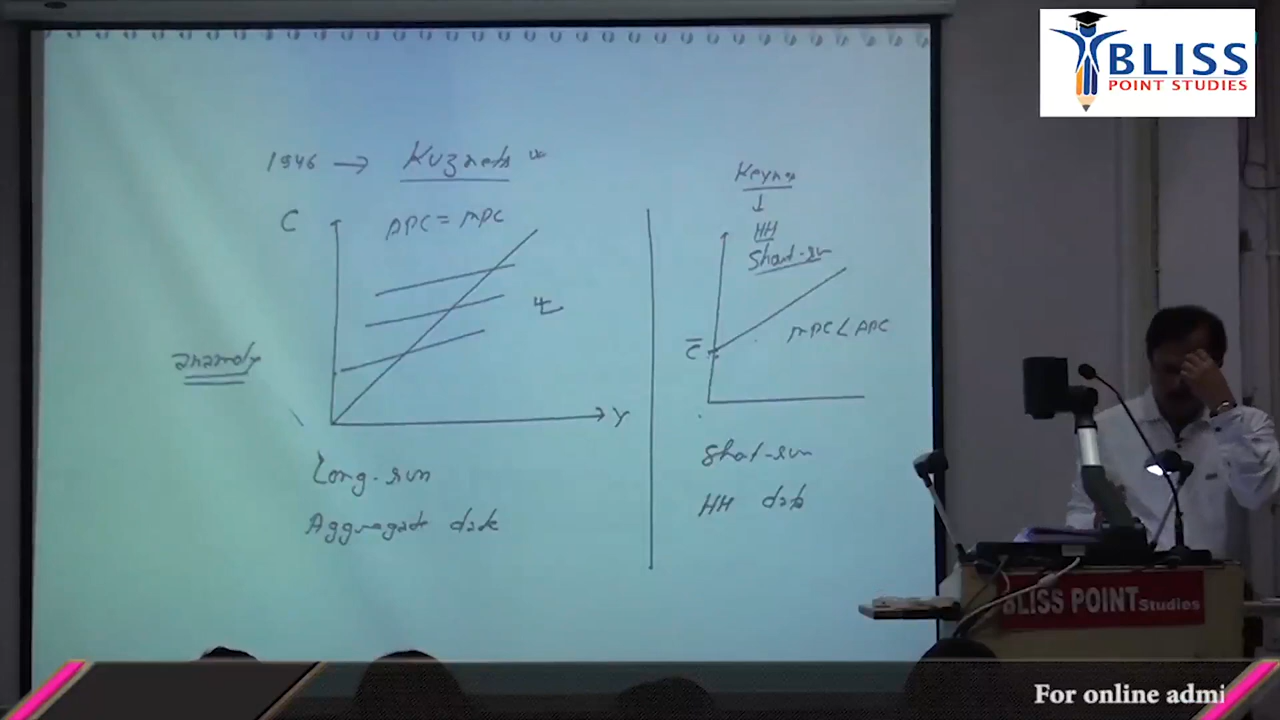 BLISS
POINT STUDIES
1946 → Kuznets
C
APC = MPC
Y
anamoly
Long-run
Aggregate data
Keynes
↓
HH
Short-run
C̅
MPC < APC
Short-run
HH data
BLISS POINT Studies
For online admi